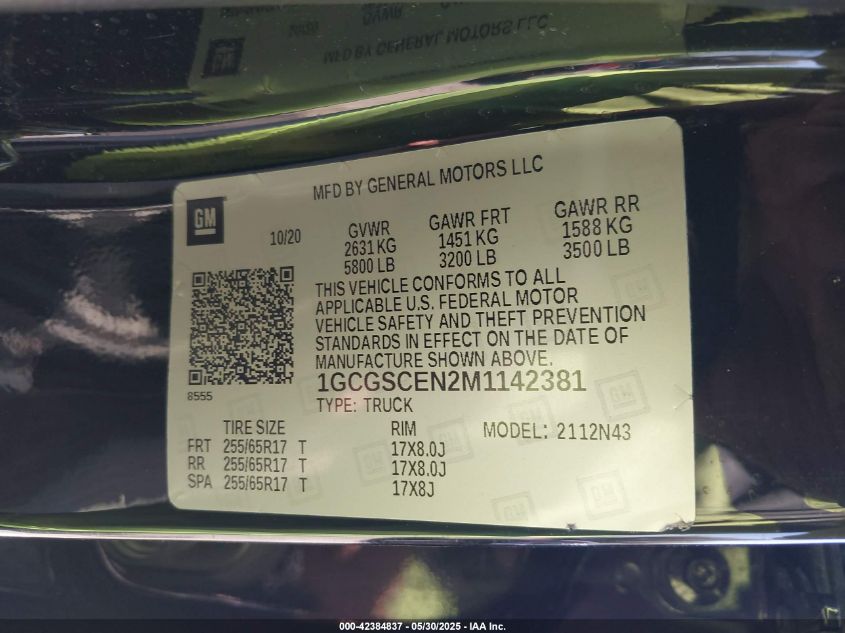 MFD BY GENERAL MOTORS LLC
GM
10/20
GVWR GAWR FRT GAWR RR
2631 KG 1451 KG 1588 KG
5800 LB 3200 LB 3500 LB
THIS VEHICLE CONFORMS TO ALL
APPLICABLE U.S. FEDERAL MOTOR
VEHICLE SAFETY AND THEFT PREVENTION
STANDARDS IN EFFECT ON THE DATE OF
MANUFACTURE SHOWN ABOVE.
1GCGSCEN2M1142381
8555
TYPE: TRUCK
TIRE SIZE RIM MODEL: 2112N43
FRT 255/65R17 T 17X8.0J
RR 255/65R17 T 17X8.0J
SPA 255/65R17 T 17X8J
000-42384837 - 05/30/2025 - IAA Inc.